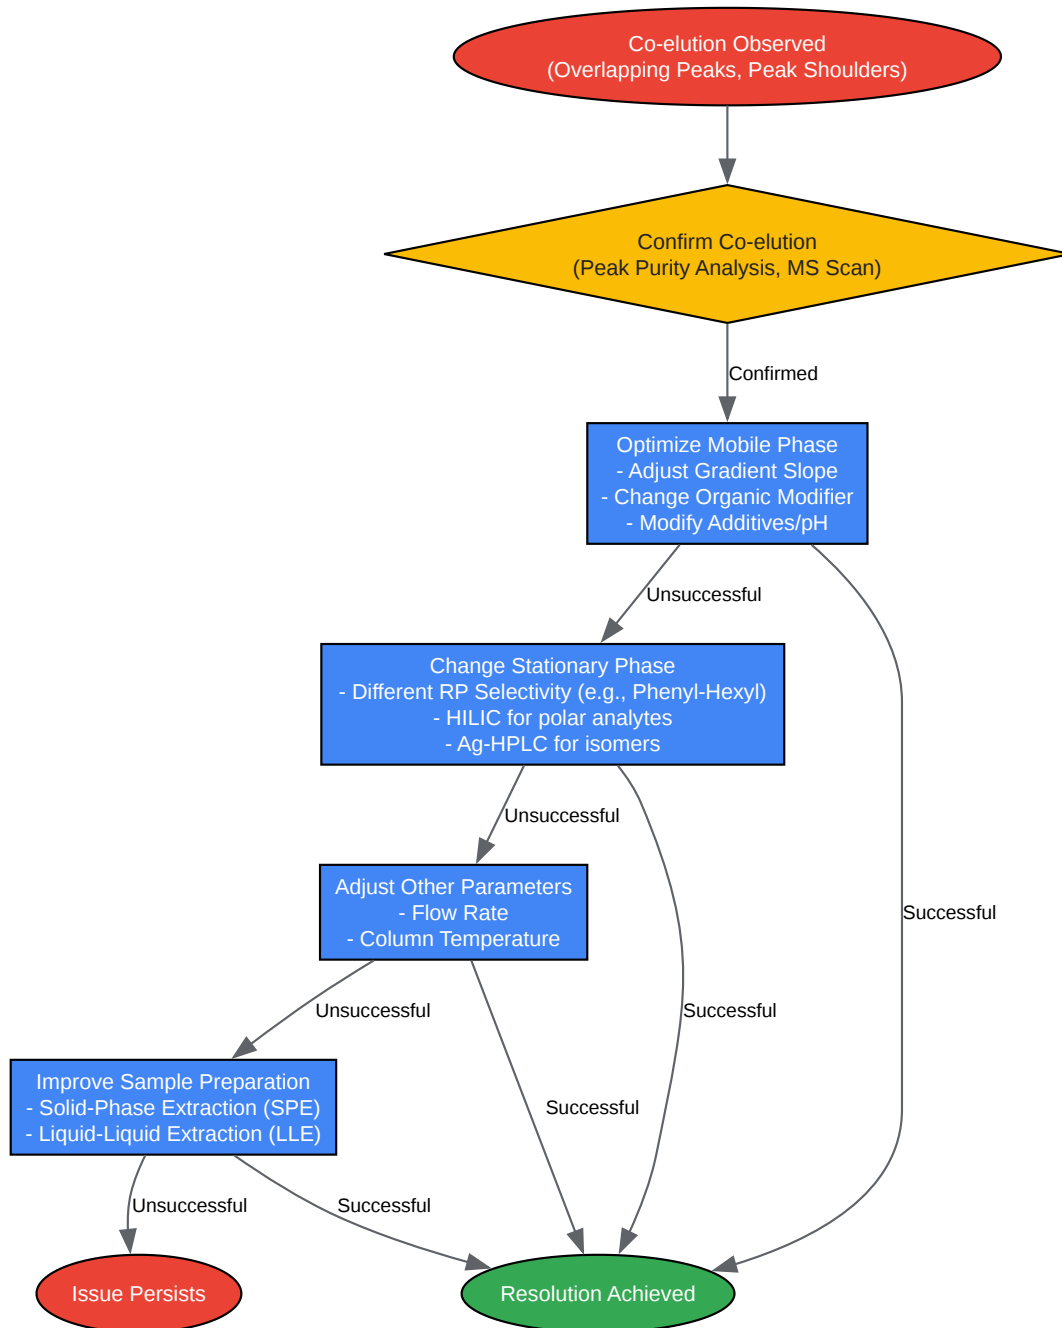 Co-elution Observed
(Overlapping Peaks, Peak Shoulders)
Confirm Co-elution
(Peak Purity Analysis, MS Scan)
Confirmed
Optimize Mobile Phase
- Adjust Gradient Slope
- Change Organic Modifier
- Modify Additives/pH
Unsuccessful
Change Stationary Phase
- Different RP Selectivity (e.g., Phenyl-Hexyl)
- HILIC for polar analytes
- Ag-HPLC for isomers
Unsuccessful
Adjust Other Parameters
- Flow Rate
- Column Temperature
Successful
Unsuccessful
Successful
Improve Sample Preparation
- Solid-Phase Extraction (SPE)
- Liquid-Liquid Extraction (LLE)
Successful
Unsuccessful
Successful
Issue Persists
Resolution Achieved